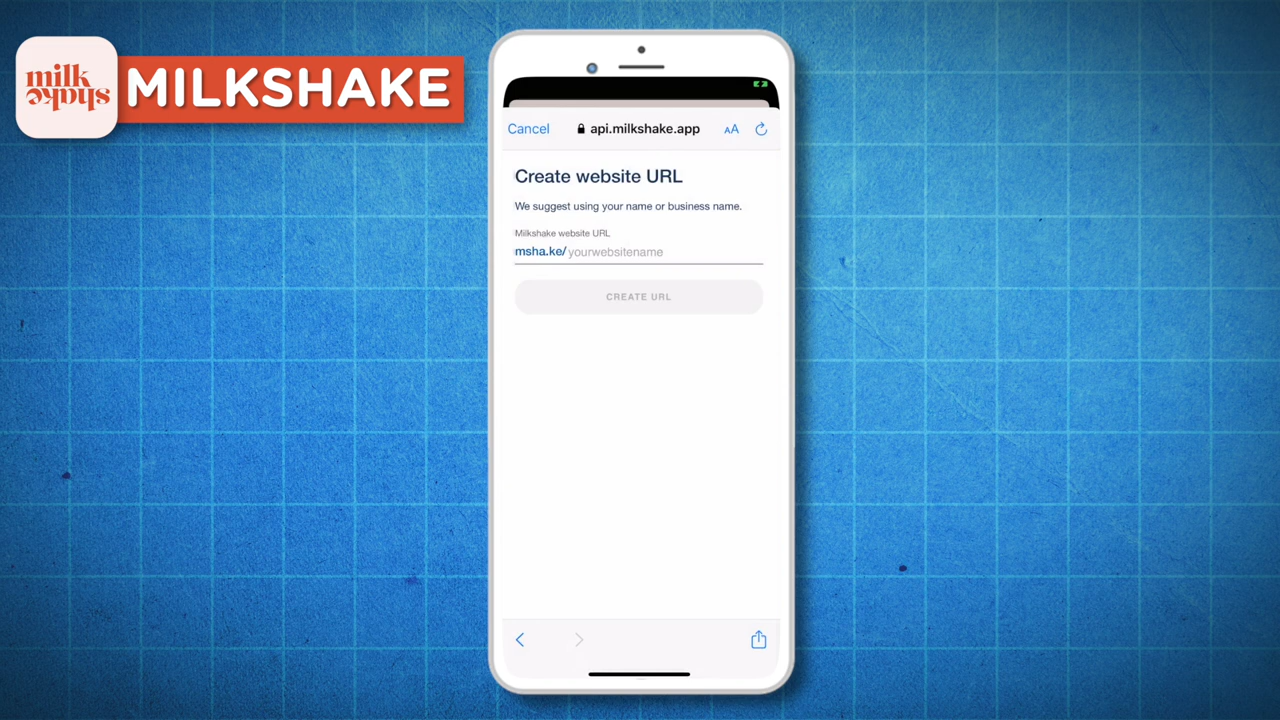 milk
shake
MILKSHAKE
Cancel
api.milkshake.app
AA
Create website URL
We suggest using your name or business name.
Milkshake website URL
msha.ke/ yourwebsitename
CREATE URL